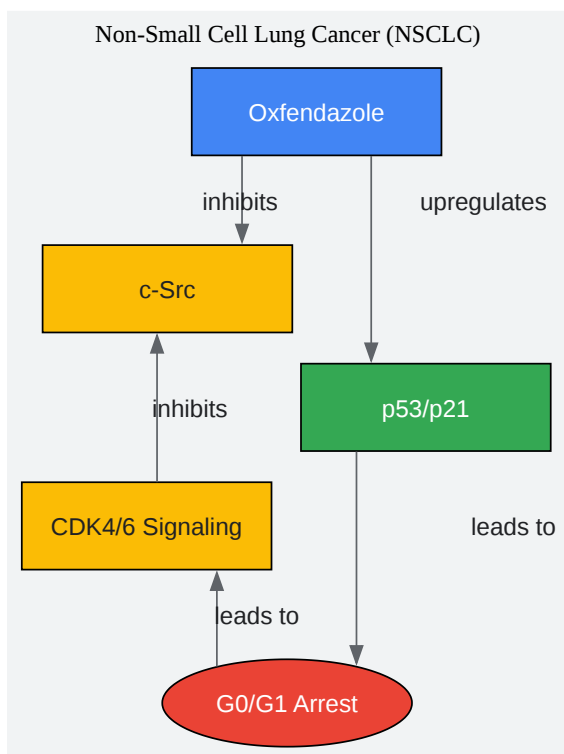 Non-Small Cell Lung Cancer (NSCLC)
Oxfendazole
inhibits
upregulates
c-Src
inhibits
p53/p21
CDK4/6 Signaling
leads to
leads to
G0/G1 Arrest